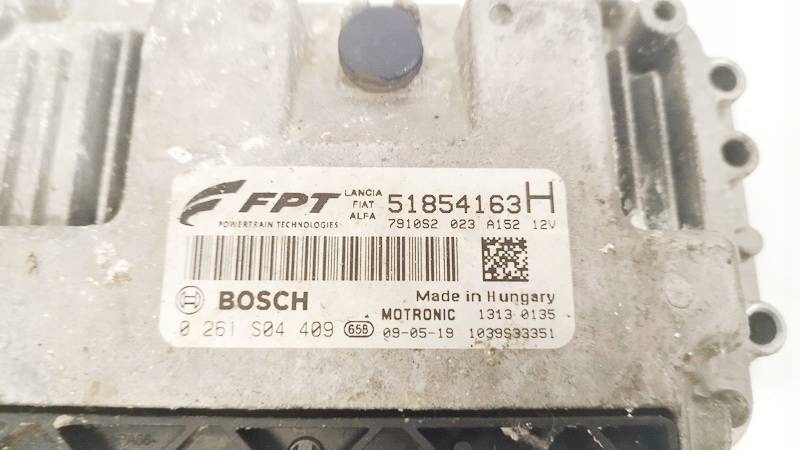 FPT LANCIA FIAT ALFA 51854163H
POWERTRAIN TECHNOLOGIES 7910S2 023 A152 12V
BOSCH Made in Hungary
MOTRONIC 1313 0135
0 261 S04 409 658 09-05-19 1039S33351